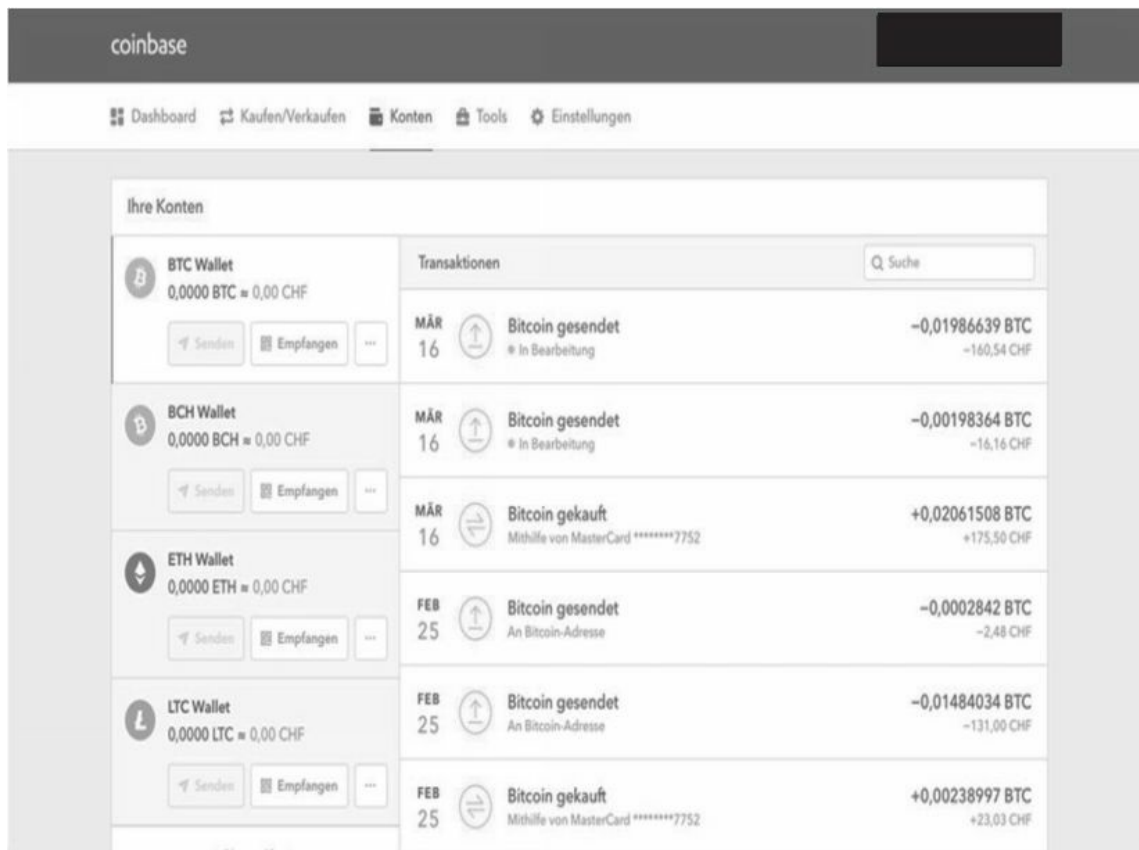 coinbase
Dashboard Kaufen/Verkaufen Konten Tools Einstellungen
Ihre Konten
BTC Wallet
0,0000 BTC ≈ 0,00 CHF
Senden Empfangen ...
BCH Wallet
0,0000 BCH ≈ 0,00 CHF
Senden Empfangen ...
ETH Wallet
0,0000 ETH ≈ 0,00 CHF
Senden Empfangen ...
LTC Wallet
0,0000 LTC ≈ 0,00 CHF
Senden Empfangen ...
Transaktionen Suche
MÄR 16 Bitcoin gesendet −0,01986639 BTC
In Bearbeitung −160,54 CHF
MÄR 16 Bitcoin gesendet −0,00198364 BTC
In Bearbeitung −16,16 CHF
MÄR 16 Bitcoin gekauft +0,02061508 BTC
Mithilfe von MasterCard ********7752 +175,50 CHF
FEB 25 Bitcoin gesendet −0,0002842 BTC
An Bitcoin-Adresse −2,48 CHF
FEB 25 Bitcoin gesendet −0,01484034 BTC
An Bitcoin-Adresse −131,00 CHF
FEB 25 Bitcoin gekauft +0,00238997 BTC
Mithilfe von MasterCard ********7752 +23,03 CHF